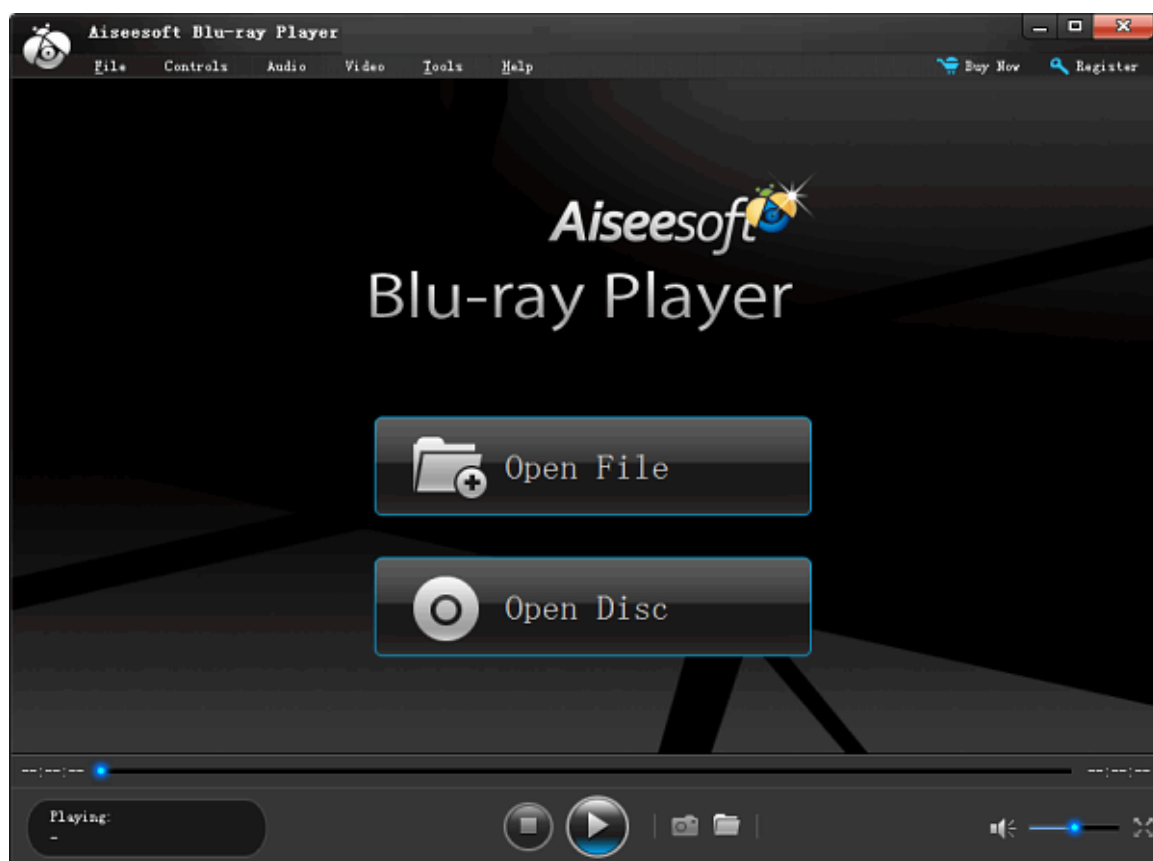 Aiseesoft Blu-ray Player
File Controls Audio Video Tools Help Buy Now Register
Aiseesoft
Blu-ray Player
Open File
Open Disc
--:--:-- --:--:--
Playing:
-